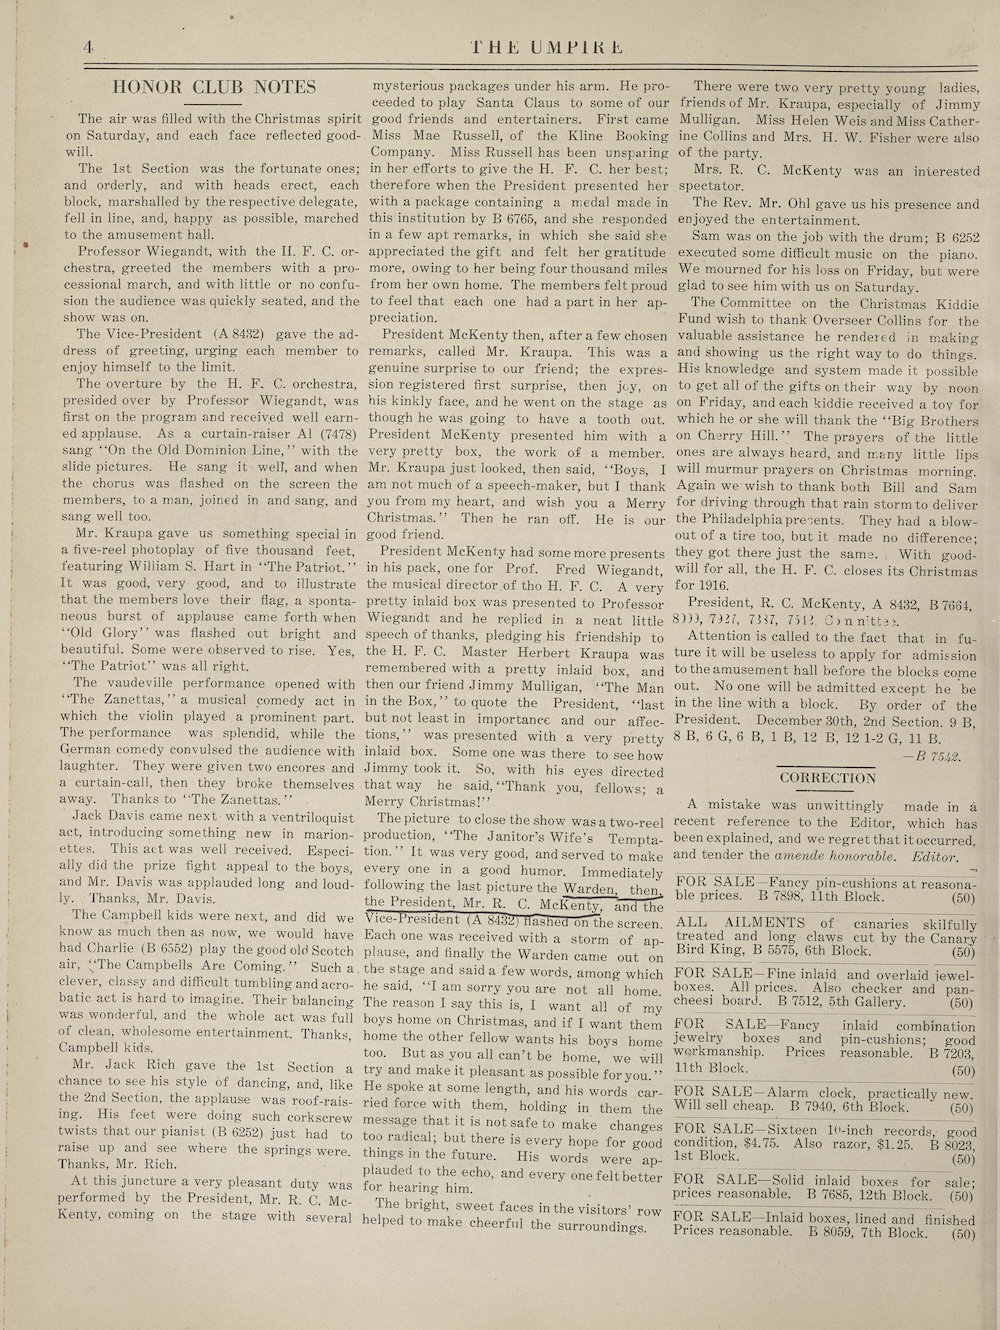 4
THE UMPIRE
HONOR CLUB NOTES
The air was filled with the Christmas spirit
on Saturday, and each face reflected good-
will.
The 1st Section was the fortunate ones;
and orderly, and with heads erect, each
block, marshalled by the respective delegate,
fell in line, and, happy as possible, marched
to the amusement hall.
Professor Wiegandt, with the H. F. C. or-
chestra, greeted the members with a pro-
cessional march, and with little or no confu-
sion the audience was quickly seated, and the
show was on.
The Vice-President (A 8432) gave the ad-
dress of greeting, urging each member to
enjoy himself to the limit.
The overture by the H. F. C. orchestra,
presided over by Professor Wiegandt, was
first on the program and received well earn-
ed applause. As a curtain-raiser Al (7478)
sang "On the Old Dominion Line," with the
slide pictures. He sang it well, and when
the chorus was flashed on the screen the
members, to a man, joined in and sang, and
sang well too.
Mr. Kraupa gave us something special in
a five-reel photoplay of five thousand feet,
featuring William S. Hart in "The Patriot."
It was good, very good, and to illustrate
that the members love their flag, a sponta-
neous burst of applause came forth when
"Old Glory" was flashed out bright and
beautiful. Some were observed to rise. Yes,
"The Patriot" was all right.
The vaudeville performance opened with
"The Zanettas," a musical comedy act in
which the violin played a prominent part.
The performance was splendid, while the
German comedy convulsed the audience with
laughter. They were given two encores and
a curtain-call, then they broke themselves
away. Thanks to "The Zanettas."
Jack Davis came next with a ventriloquist
act, introducing something new in marion-
ettes. This act was well received. Especi-
ally did the prize fight appeal to the boys,
and Mr. Davis was applauded long and loud-
ly. Thanks, Mr. Davis.
The Campbell kids were next, and did we
know as much then as now, we would have
had Charlie (B 6552) play the good old Scotch
air, "The Campbells Are Coming." Such a
clever, classy and difficult tumbling and acro-
batic act is hard to imagine. Their balancing
was wonderful, and the whole act was full
of clean, wholesome entertainment. Thanks,
Campbell kids.
Mr. Jack Rich gave the 1st Section a
chance to see his style of dancing, and, like
the 2nd Section, the applause was roof-rais-
ing. His feet were doing such corkscrew
twists that our pianist (B 6252) just had to
raise up and see where the springs were.
Thanks, Mr. Rich.
At this juncture a very pleasant duty was
performed by the President, Mr. R. C. Mc-
Kenty, coming on the stage with several
mysterious packages under his arm. He pro-
ceeded to play Santa Claus to some of our
good friends and entertainers. First came
Miss Mae Russell, of the Kline Booking
Company. Miss Russell has been unsparing
in her efforts to give the H. F. C. her best;
therefore when the President presented her
with a package containing a medal made in
this institution by B 6765, and she responded
in a few apt remarks, in which she said she
appreciated the gift and felt her gratitude
more, owing to her being four thousand miles
from her own home. The members felt proud
to feel that each one had a part in her ap-
preciation.
President McKenty then, after a few chosen
remarks, called Mr. Kraupa. This was a
genuine surprise to our friend; the expres-
sion registered first surprise, then joy, on
his kinkly face, and he went on the stage as
though he was going to have a tooth out.
President McKenty presented him with a
very pretty box, the work of a member.
Mr. Kraupa just looked, then said, "Boys, I
am not much of a speech-maker, but I thank
you from my heart, and wish you a Merry
Christmas." Then he ran off. He is our
good friend.
President McKenty had some more presents
in his pack, one for Prof. Fred Wiegandt,
the musical director of tho H. F. C. A very
pretty inlaid box was presented to Professor
Wiegandt and he replied in a neat little
speech of thanks, pledging his friendship to
the H. F. C. Master Herbert Kraupa was
remembered with a pretty inlaid box, and
then our friend Jimmy Mulligan, "The Man
in the Box," to quote the President, "last
but not least in importance and our affec-
tions," was presented with a very pretty
inlaid box. Some one was there to see how
Jimmy took it. So, with his eyes directed
that way he said, "Thank you, fellows; a
Merry Christmas!"
The picture to close the show was a two-reel
production, "The Janitor's Wife's Tempta-
tion." It was very good, and served to make
every one in a good humor. Immediately
following the last picture the Warden, then,
the President, Mr. R. C. McKenty, and the
Vice-President (A 8432) flashed on the screen.
Each one was received with a storm of ap-
plause, and finally the Warden came out on
the stage and said a few words, among which
he said, "I am sorry you are not all home.
The reason I say this is, I want all of my
boys home on Christmas, and if I want them
home the other fellow wants his boys home
too. But as you all can't be home, we will
try and make it pleasant as possible for you."
He spoke at some length, and his words car-
ried force with them, holding in them the
message that it is not safe to make changes
too radical; but there is every hope for good
things in the future. His words were ap-
plauded to the echo, and every one felt better
for hearing him.
The bright, sweet faces in the visitors' row
helped to make cheerful the surroundings.
There were two very pretty young ladies,
friends of Mr. Kraupa, especially of Jimmy
Mulligan. Miss Helen Weis and Miss Cather-
ine Collins and Mrs. H. W. Fisher were also
of the party.
Mrs. R. C. McKenty was an interested
spectator.
The Rev. Mr. Ohl gave us his presence and
enjoyed the entertainment.
Sam was on the job with the drum; B 6252
executed some difficult music on the piano.
We mourned for his loss on Friday, but were
glad to see him with us on Saturday.
The Committee on the Christmas Kiddie
Fund wish to thank Overseer Collins for the
valuable assistance he rendered in making
and showing us the right way to do things.
His knowledge and system made it possible
to get all of the gifts on their way by noon
on Friday, and each kiddie received a toy for
which he or she will thank the "Big Brothers
on Cherry Hill." The prayers of the little
ones are always heard, and many little lips
will murmur prayers on Christmas morning.
Again we wish to thank both Bill and Sam
for driving through that rain storm to deliver
the Philadelphia presents. They had a blow-
out of a tire too, but it made no difference;
they got there just the same. With good-
will for all, the H. F. C. closes its Christmas
for 1916.
President, R. C. McKenty, A 8432, B 7664,
Committee.
Attention is called to the fact that in fu-
ture it will be useless to apply for admission
to the amusement hall before the blocks come
out. No one will be admitted except he be
in the line with a block. By order of the
President. December 30th, 2nd Section. 9 B,
8 B, 6 G, 6 B, 1 B, 12 B, 12 1-2 G, 11 B.
—B 7542.
CORRECTION
A mistake was unwittingly made in a
recent reference to the Editor, which has
been explained, and we regret that it occurred,
and tender the amende honorable. Editor.
FOR SALE—Fancy pin-cushions at reasona-
ble prices. B 7898, 11th Block. (50)
ALL AILMENTS of canaries skilfully
treated and long claws cut by the Canary
Bird King, B 5575, 6th Block. (50)
FOR SALE—Fine inlaid and overlaid jewel-
boxes. All prices. Also checker and pan-
cheesi board. B 7512, 5th Gallery. (50)
FOR SALE—Fancy inlaid combination
jewelry boxes and pin-cushions; good
workmanship. Prices reasonable. B 7203,
11th Block. (50)
FOR SALE—Alarm clock, practically new.
Will sell cheap. B 7940, 6th Block. (50)
FOR SALE—Sixteen 10-inch records, good
condition, $4.75. Also razor, $1.25. B 8023,
1st Block. (50)
FOR SALE—Solid inlaid boxes for sale;
prices reasonable. B 7685, 12th Block. (50)
FOR SALE—Inlaid boxes, lined and finished
Prices reasonable. B 8059, 7th Block. (50)